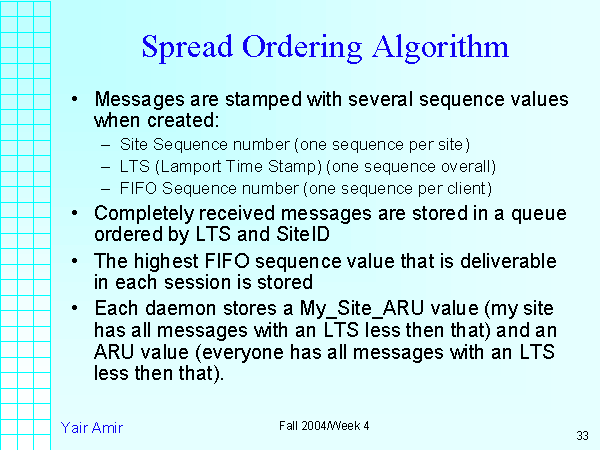 Spread Ordering Algorithm
• Messages are stamped with several sequence values
when created:
– Site Sequence number (one sequence per site)
– LTS (Lamport Time Stamp) (one sequence overall)
– FIFO Sequence number (one sequence per client)
• Completely received messages are stored in a queue
ordered by LTS and SiteID
• The highest FIFO sequence value that is deliverable
in each session is stored
• Each daemon stores a My_Site_ARU value (my site
has all messages with an LTS less then that) and an
ARU value (everyone has all messages with an LTS
less then that).
Yair Amir
Fall 2004/Week 4
33